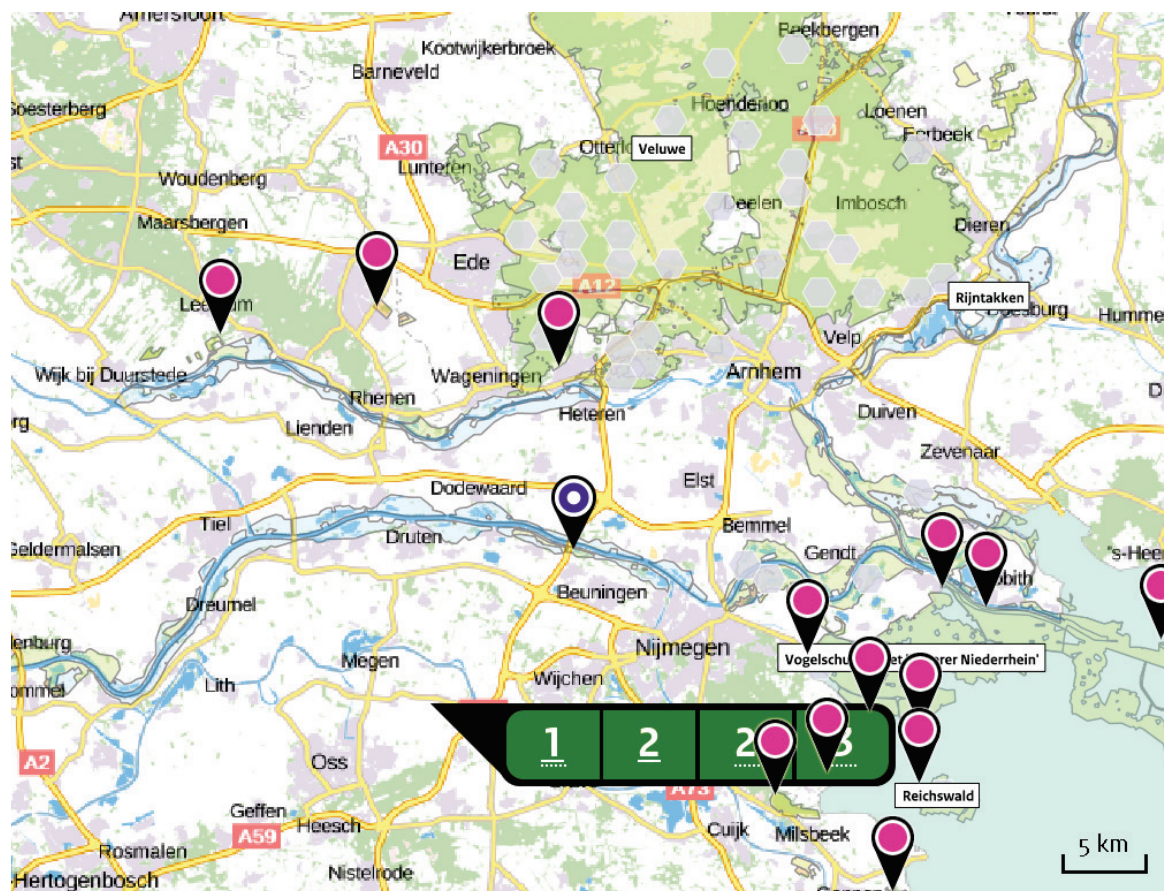 Amersfoort
Beekbergen
Kootwijkerbroek
Barneveld
Hoenderloo
Loenen
Soesterberg
A30
Eerbeek
Otterlo
Veluwe
Lunteren
Woudenberg
Deelen
Imbosch
Maarsbergen
Dieren
Ede
A12
Rijntakken
Doesburg
Velp
Wijk bij Duurstede
Wageningen
Arnhem
Rhenen
Heteren
Duiven
Lienden
Zevenaar
Elst
Dodewaard
Tiel
Bemmel
Druten
Gendt
Geldermalsen
Beuningen
Dreumel
Nijmegen
Megen
Lith
Wijchen
1
2
2
3
A2
Oss
A73
Reichswald
Geffen
Heesch
Cuijk
Milsbeek
A59
Rosmalen
5 km
Nistelrode
-Hertogenbosch